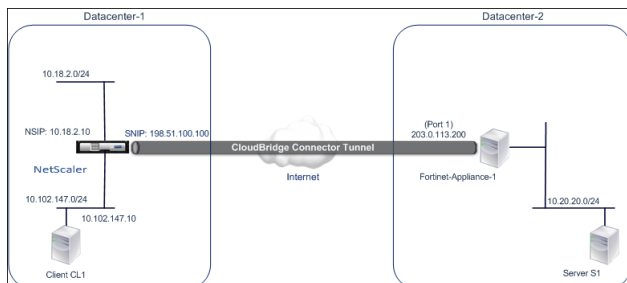 Datacenter-1
Datacenter-2
10.18.2.0/24
NSIP: 10.18.2.10
SNIP: 198.51.100.100
(Port 1)
203.0.113.200
CloudBridge Connector Tunnel
NetScaler
Internet
Fortinet-Appliance-1
10.102.147.0/24
10.102.147.10
10.20.20.0/24
Client CL1
Server S1